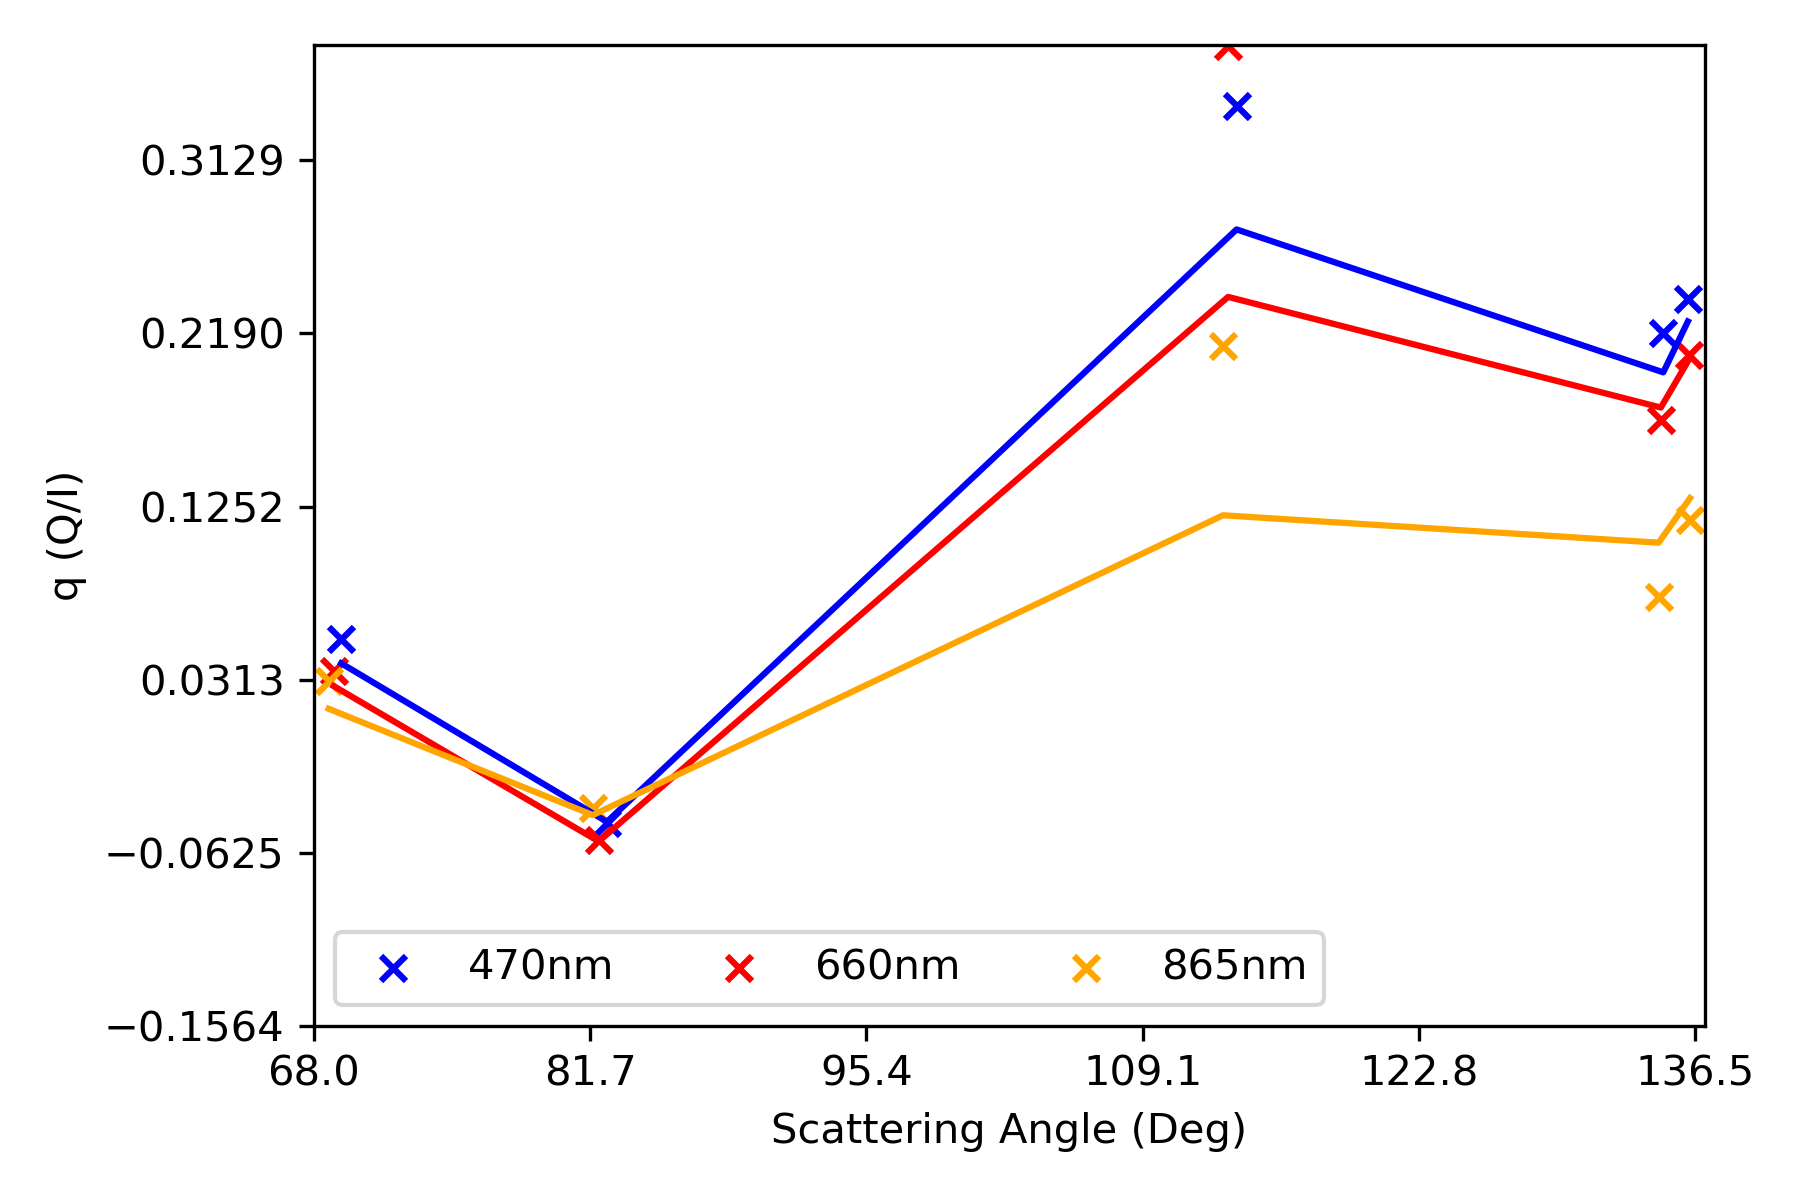 0.3129
0.2190
0.1252
0.0313
−0.0625
−0.1564
q (Q/I)
470nm 660nm 865nm
68.0 81.7 95.4 109.1 122.8 136.5
Scattering Angle (Deg)